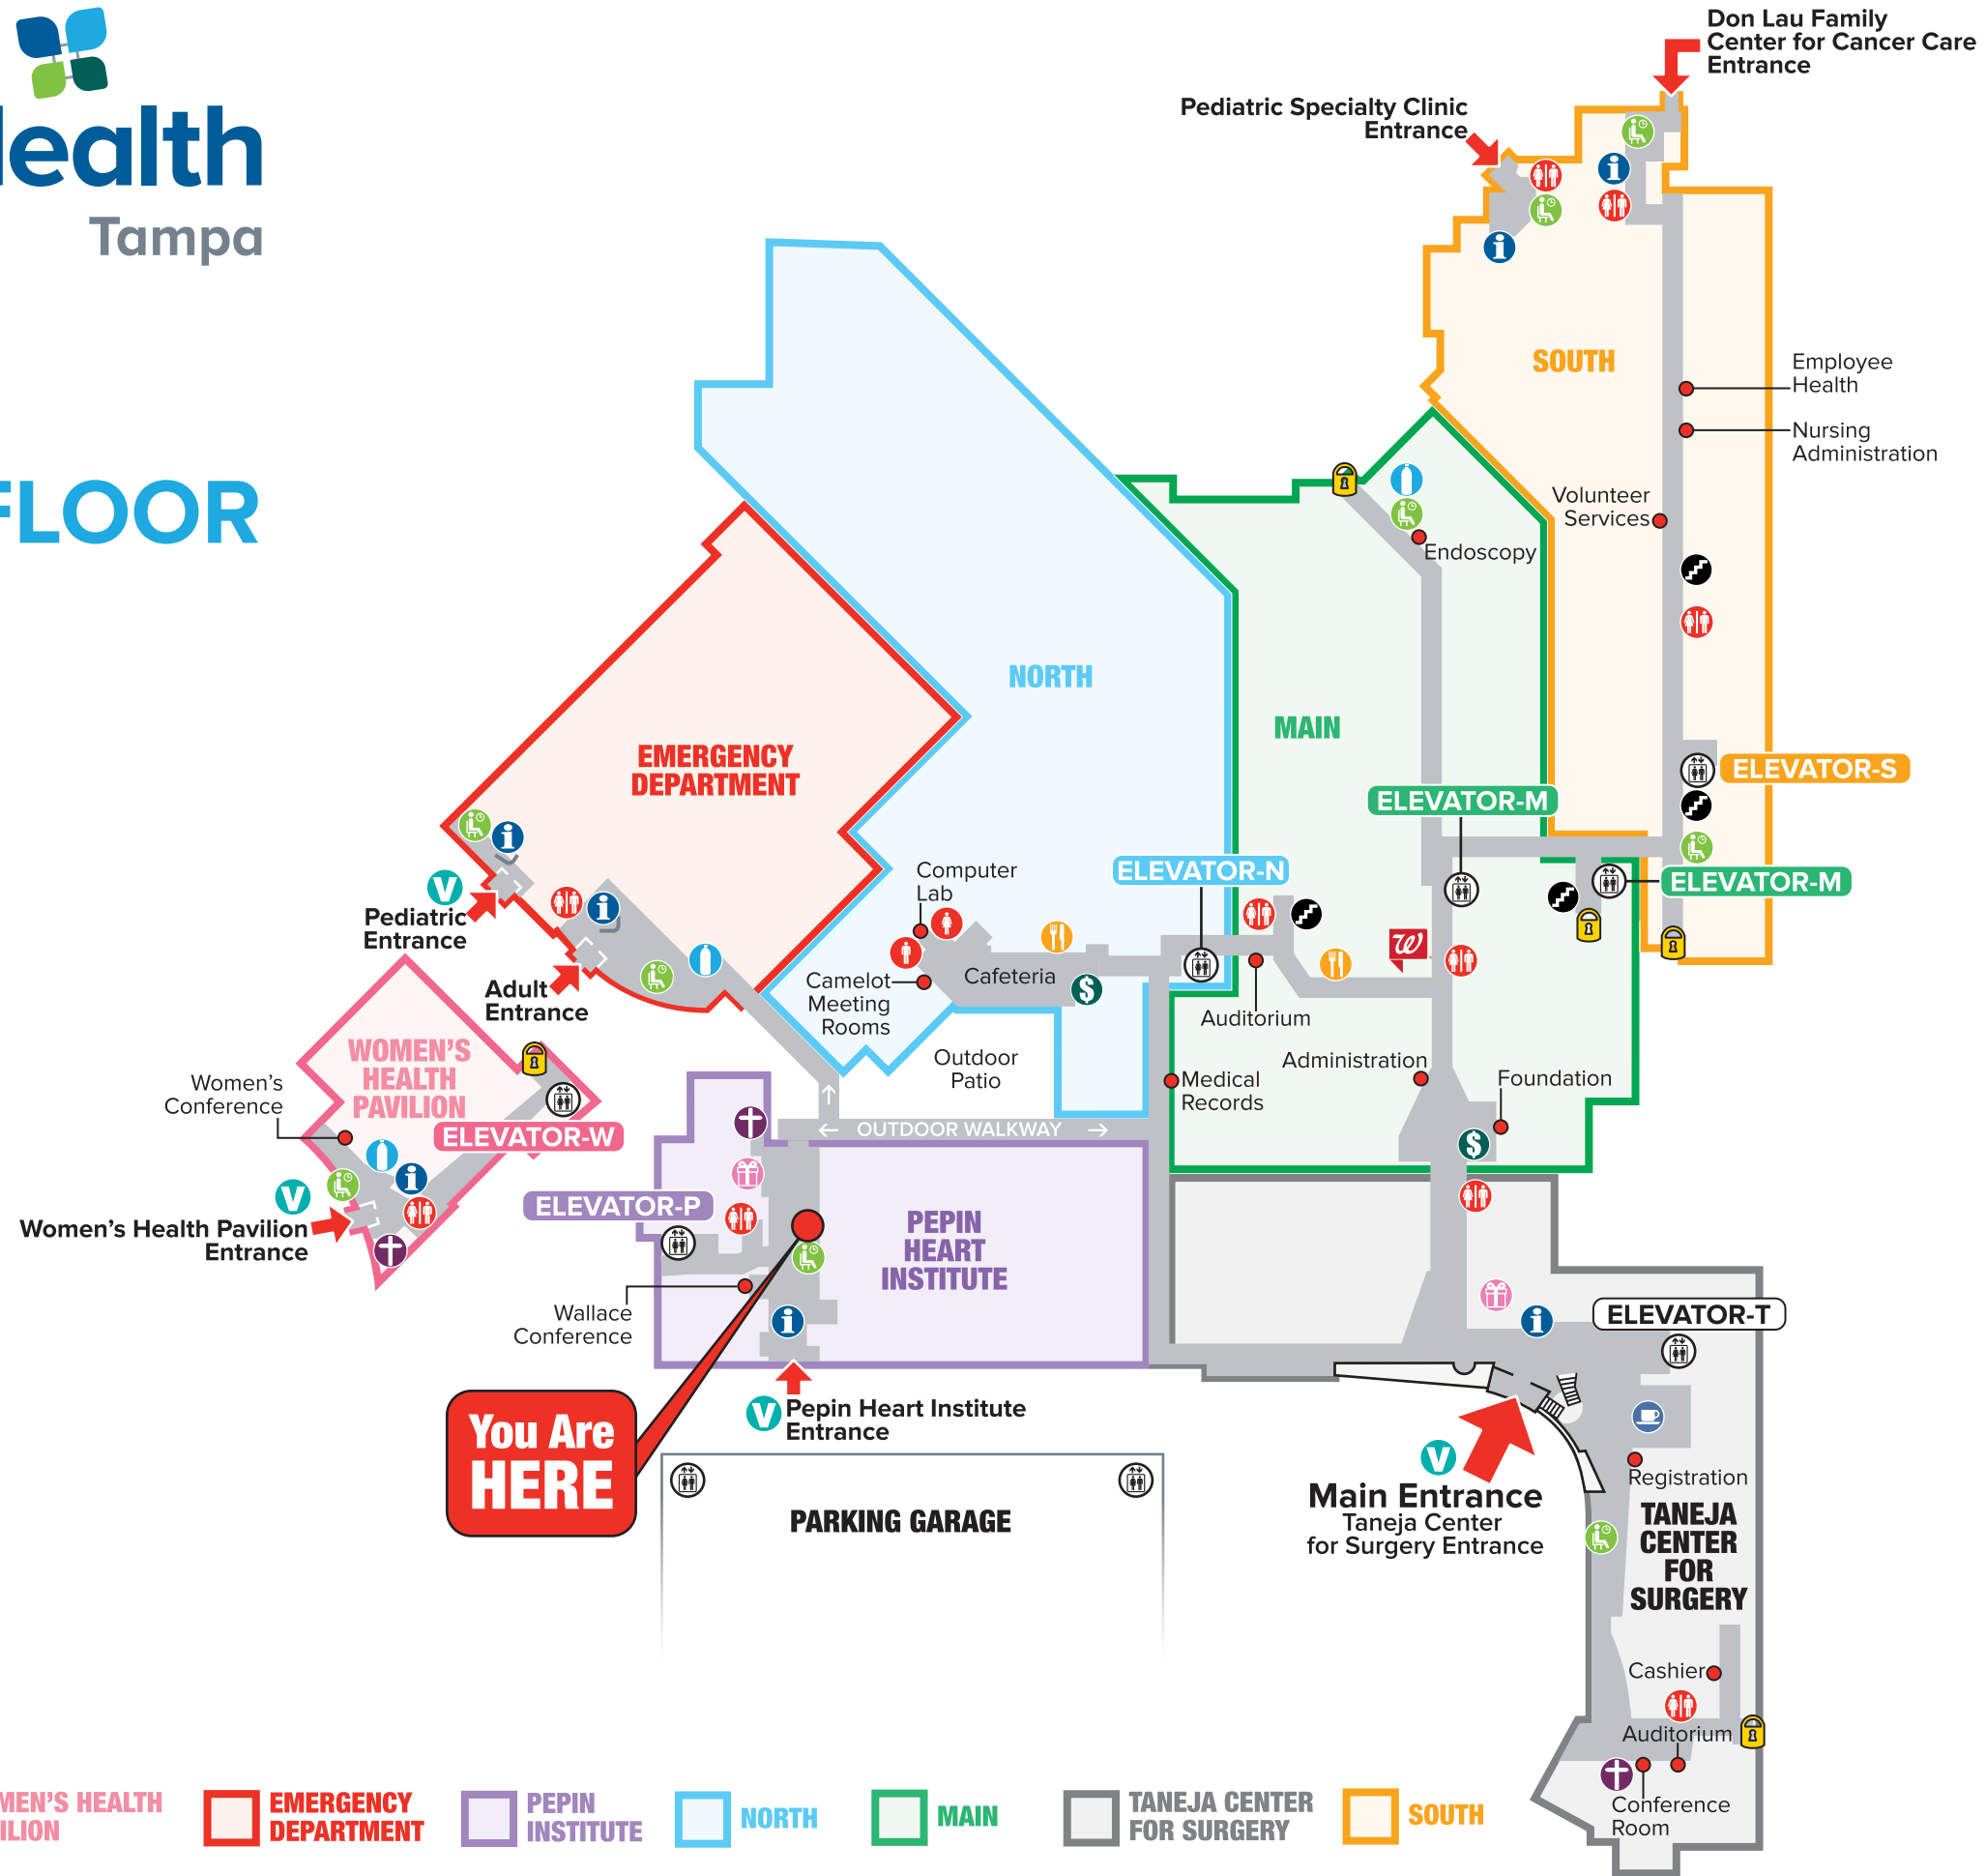 ealth
Tampa
FLOOR
Don Lau Family
Center for Cancer Care
Entrance
Pediatric Specialty Clinic
Entrance
SOUTH
Employee
Health
Nursing
Administration
Volunteer
Services
Endoscopy
NORTH
MAIN
EMERGENCY
DEPARTMENT
ELEVATOR-S
ELEVATOR-M
ELEVATOR-N
ELEVATOR-M
Computer
Lab
V
Pediatric
Entrance
W
Cafeteria
$
Camelot
Meeting
Rooms
Adult
Entrance
Auditorium
Outdoor
Patio
Administration
Medical
Records
Foundation
WOMEN'S
HEALTH
PAVILION
Women's
Conference
ELEVATOR-W
OUTDOOR WALKWAY
$
V
Women's Health Pavilion
Entrance
ELEVATOR-P
PEPIN
HEART
INSTITUTE
Wallace
Conference
ELEVATOR-T
You Are
HERE
V
Pepin Heart Institute
Entrance
PARKING GARAGE
V
Main Entrance
Taneja Center
for Surgery Entrance
Registration
TANEJA
CENTER
FOR
SURGERY
Cashier
Auditorium
Conference
Room
MEN'S HEALTH
ILION
EMERGENCY
DEPARTMENT
PEPIN
INSTITUTE
NORTH
MAIN
TANEJA CENTER
FOR SURGERY
SOUTH